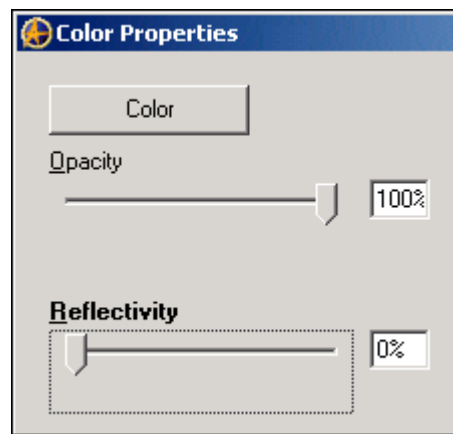 Color Properties
Color
Opacity
100%
Reflectivity
0%